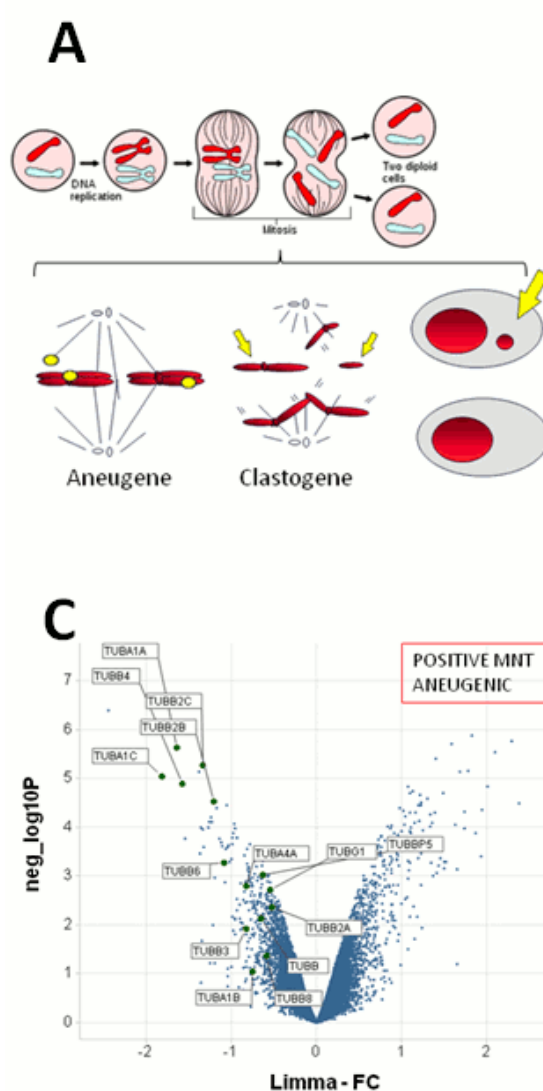 A
DNA
replication
Mitosis
Two diploid
cells
Aneugene
Clastogene
C
POSITIVE MNT
ANEUGENIC
TUBA1A
TUBB4
TUBB2C
TUBB2B
TUBA1C
TUBB6
TUBA4A
TUBG1
TUBBP5
TUBB2A
TUBB3
TUBB
TUBA1B
TUBB8
7
6
5
4
3
2
1
0
neg_log10P
-2
-1
0
1
2
Limma - FC